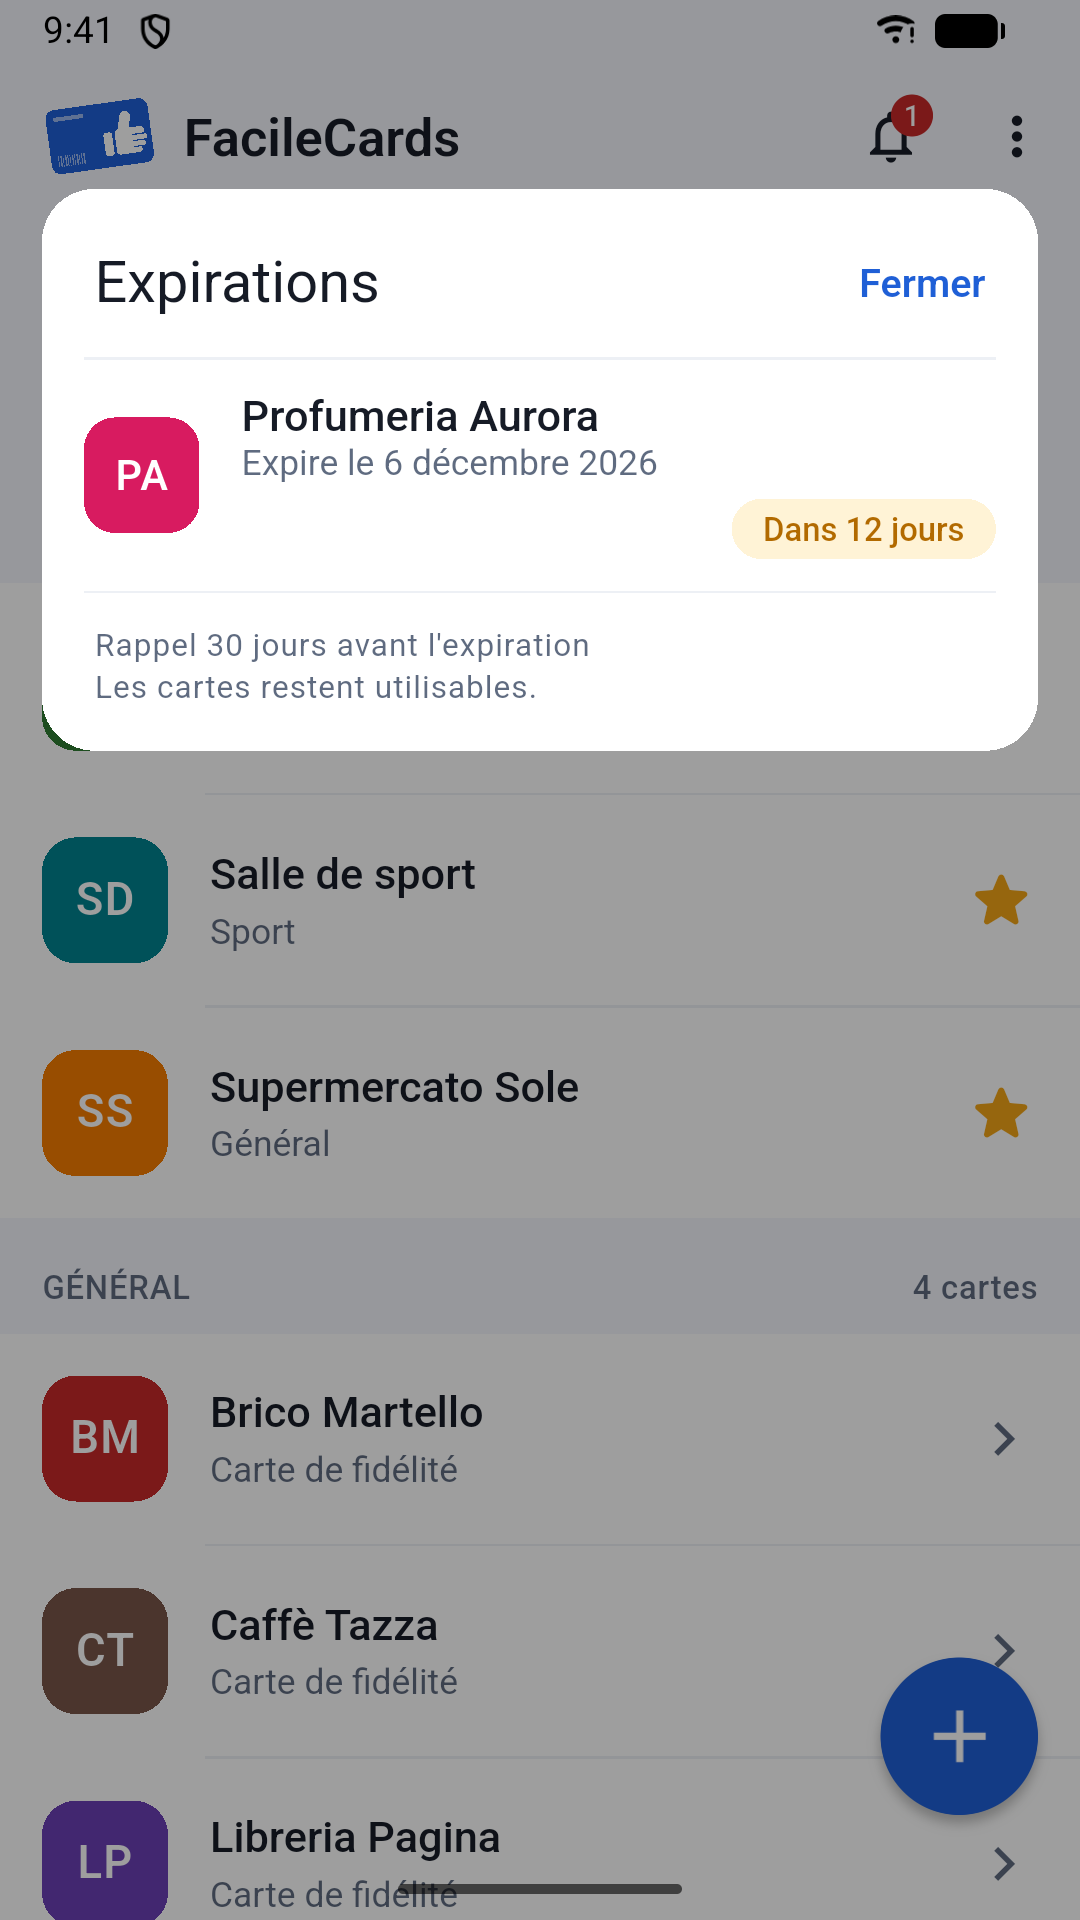 9:41
FacileCards
1
Expirations
Fermer
PA
Profumeria Aurora
Expire le 6 décembre 2026
Dans 12 jours
Rappel 30 jours avant l'expiration
Les cartes restent utilisables.
SD
Salle de sport
Sport
SS
Supermercato Sole
Général
GÉNÉRAL
4 cartes
BM
Brico Martello
Carte de fidélité
CT
Caffè Tazza
Carte de fidélité
LP
Libreria Pagina
Carte de fidélité